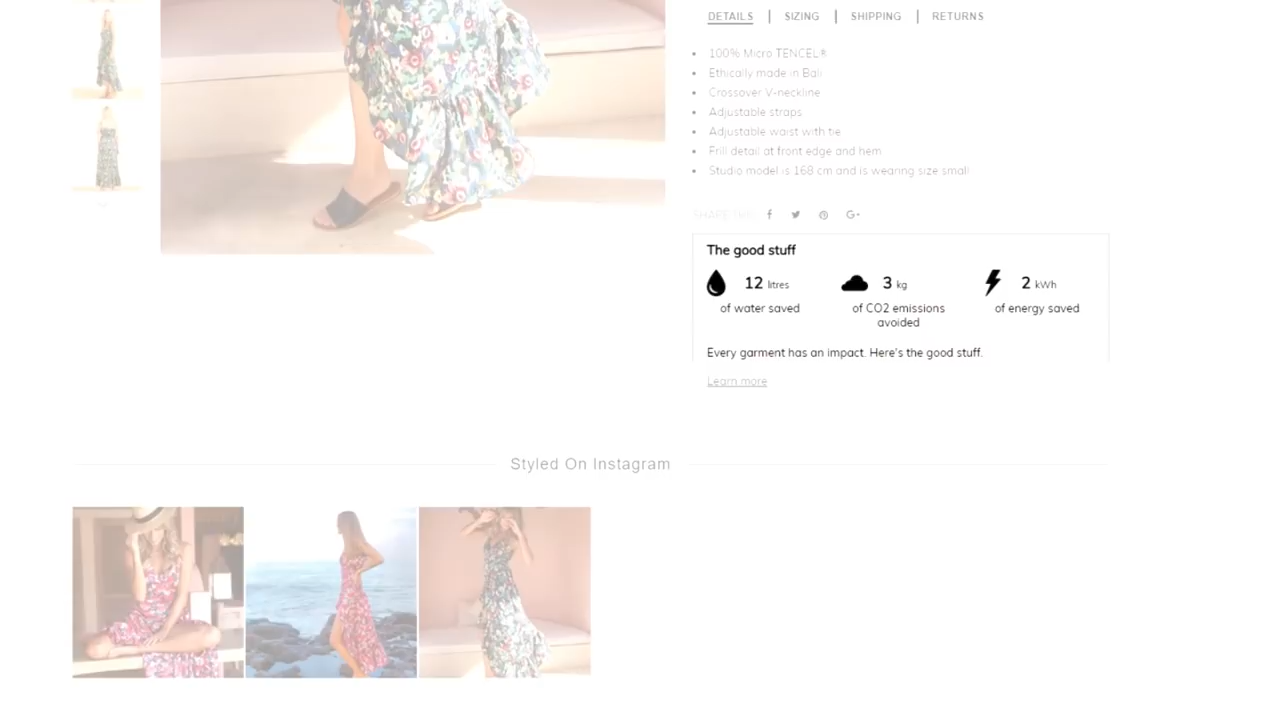 DETAILS | SIZING | SHIPPING | RETURNS
• 100% Micro TENCEL®
• Ethically made in Bali
• Crossover V-neckline
• Adjustable straps
• Adjustable waist with tie
• Frill detail at front edge and hem
• Studio model is 168 cm and is wearing size small
SHARE THIS
The good stuff
12 litres 3 kg 2 kWh
of water saved of CO2 emissions of energy saved
avoided
Every garment has an impact. Here's the good stuff.
Learn more
Styled On Instagram